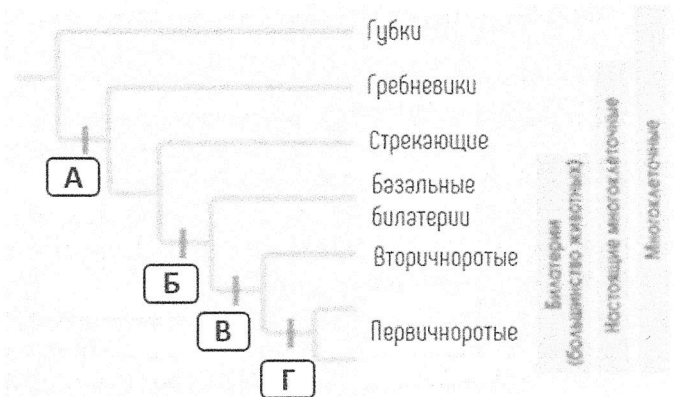 Губки
Гребневики
Стрекающие
Базальные
билатерии
Вторичноротые
Первичноротые
А
Б
В
Г
Билатерии
(большинство животных)
Настоящие многоклеточные
Многоклеточные